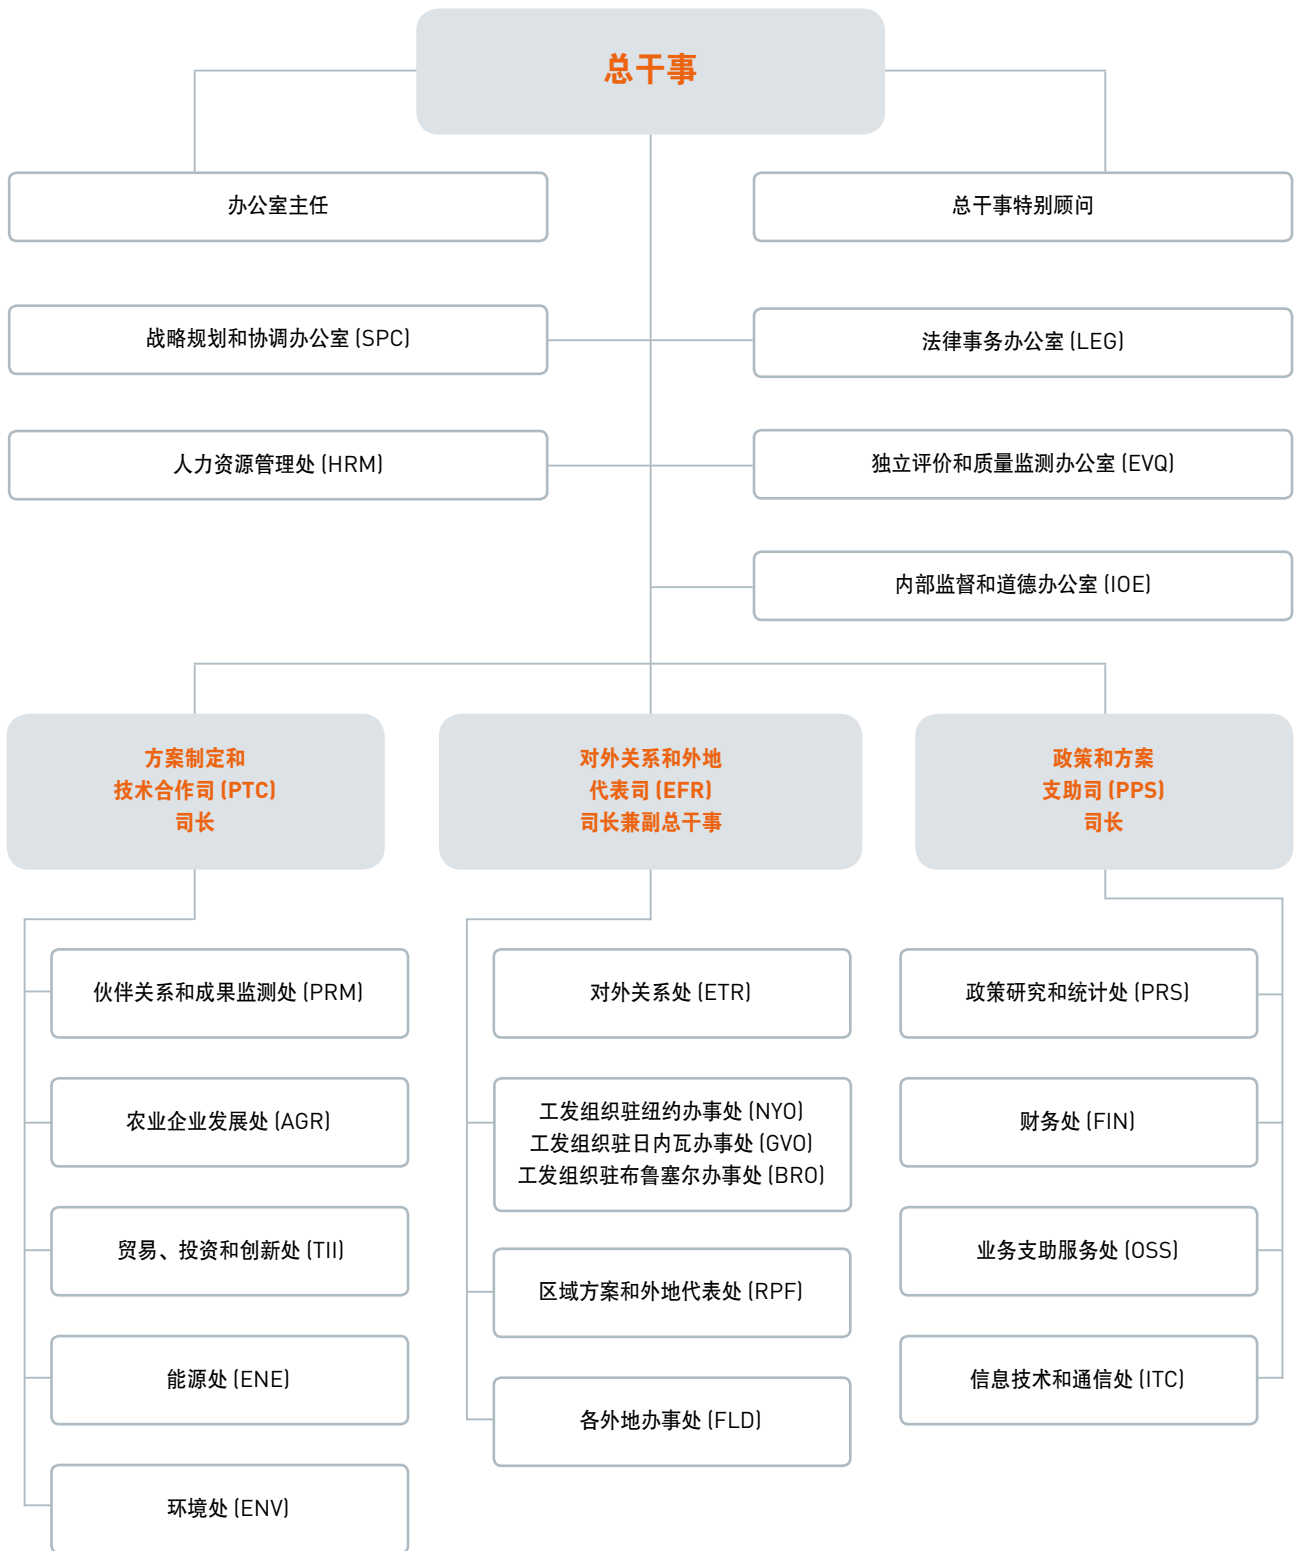 总干事
办公室主任
总干事特别顾问
战略规划和协调办公室 (SPC)
法律事务办公室 (LEG)
人力资源管理处 (HRM)
独立评价和质量监测办公室 (EVQ)
内部监督和道德办公室 (IOE)
方案制定和
技术合作司 (PTC)
司长
对外关系和外地
代表司 (EFR)
司长兼副总干事
政策和方案
支助司 (PPS)
司长
伙伴关系和成果监测处 (PRM)
农业企业发展处 (AGR)
贸易、投资和创新处 (TII)
能源处 (ENE)
环境处 (ENV)
对外关系处 (ETR)
工发组织驻纽约办事处 (NYO)
工发组织驻日内瓦办事处 (GVO)
工发组织驻布鲁塞尔办事处 (BRO)
区域方案和外地代表处 (RPF)
各外地办事处 (FLD)
政策研究和统计处 (PRS)
财务处 (FIN)
业务支助服务处 (OSS)
信息技术和通信处 (ITC)